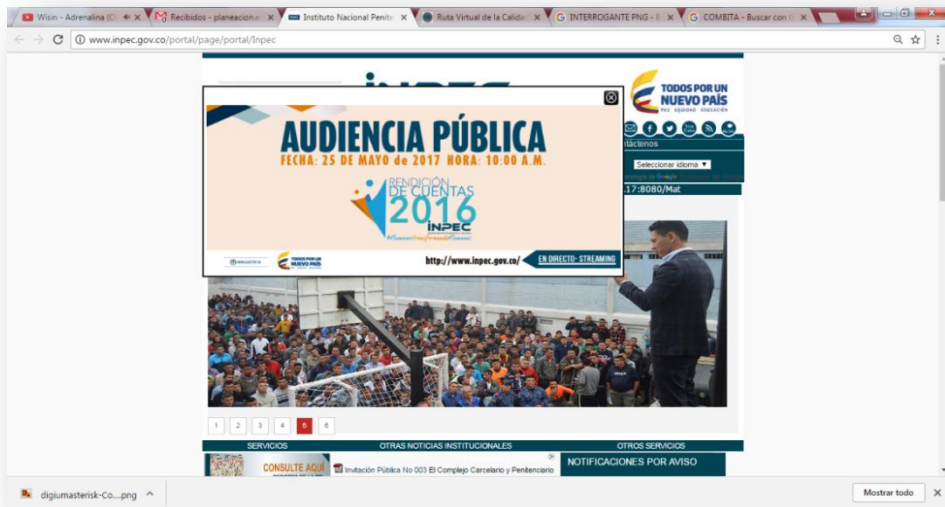 Wisin - Adrenalina (C
Recibidos - planeacion.ac
Instituto Nacional Penite
Ruta Virtual de la Calidad
INTERROGANTE PNG - B
COMBITA - Buscar con G
www.inpec.gov.co/portal/page/portal/Inpec
INPEC
TODOS POR UN
NUEVO PAÍS
PAZ EQUIDAD EDUCACIÓN
AUDIENCIA PÚBLICA
FECHA: 25 DE MAYO de 2017 HORA: 10:00 A.M.
RENDICIÓN
DE CUENTAS
2016
INPEC
TODOS POR UN
NUEVO PAÍS
http://www.inpec.gov.co/
EN DIRECTO- STREAMING
táctenos
Seleccionar idioma ▼
.17:8080/Mat
1 2 3 4 5 6
SERVICIOS
OTRAS NOTICIAS INSTITUCIONALES
OTROS SERVICIOS
CONSULTE AQUÍ
Invitación Pública No 003 El Complejo Carcelario y Penitenciario
NOTIFICACIONES POR AVISO
digiumasterisk-Co....png
Mostrar todo